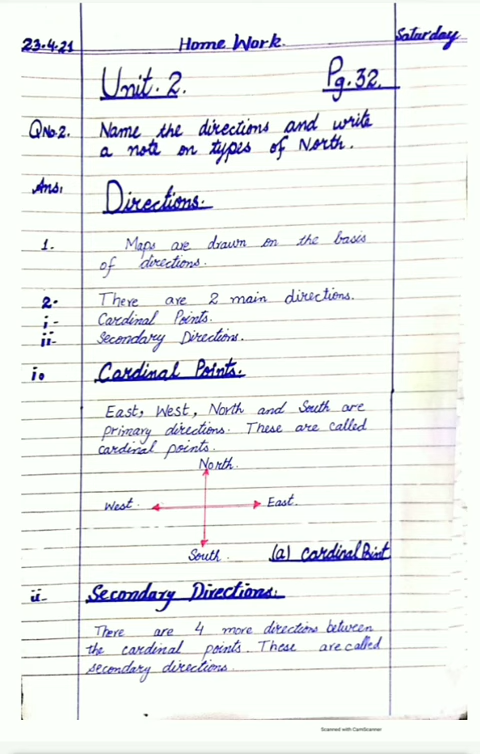 23.4.21 Home Work. Saturday
Unit. 2. Pg. 32.
Q No.2. Name the directions and write
a note on types of North.
Ans: Directions.
1. Maps are drawn on the basis
of directions.
2. There are 2 main directions.
i- Cardinal Points.
ii- Secondary Directions.
i. Cardinal Points.
East, West, North and South are
primary directions. These are called
cardinal points.
North.
West. East.
South. (a) Cardinal Point
ii- Secondary Directions.
There are 4 more directions between
the cardinal points. These are called
secondary directions.
Scanned with CamScanner